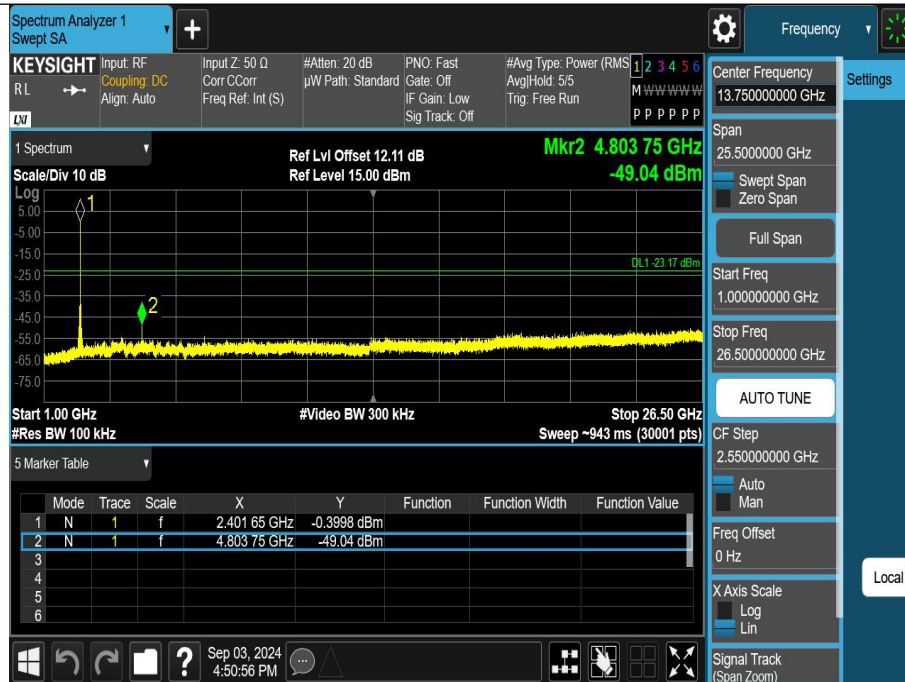 Spectrum Analyzer 1
Swept SA
+
Frequency
KEYSIGHT
RL
LXI
Input: RF
Coupling: DC
Align: Auto
Input Z: 50 Ω
Corr CCorr
Freq Ref: Int (S)
#Atten: 20 dB
µW Path: Standard
PNO: Fast
Gate: Off
IF Gain: Low
Sig Track: Off
#Avg Type: Power (RMS
Avg|Hold: 5/5
Trig: Free Run
1 2 3 4 5 6
M W W W W W
P P P P P P
1 Spectrum
Scale/Div 10 dB
Ref Lvl Offset 12.11 dB
Ref Level 15.00 dBm
Mkr2 4.803 75 GHz
-49.04 dBm
Log
5.00
-5.00
-15.0
-25.0
-35.0
-45.0
-55.0
-65.0
-75.0
1
2
DL1 -23.17 dBm
Start 1.00 GHz
#Video BW 300 kHz
Stop 26.50 GHz
#Res BW 100 kHz
Sweep ~943 ms (30001 pts)
5 Marker Table
Mode Trace Scale X Y Function Function Width Function Value
1 N 1 f 2.401 65 GHz -0.3998 dBm
2 N 1 f 4.803 75 GHz -49.04 dBm
3
4
5
6
?
Sep 03, 2024
4:50:56 PM
Center Frequency
13.750000000 GHz
Span
25.5000000 GHz
Swept Span
Zero Span
Full Span
Start Freq
1.000000000 GHz
Stop Freq
26.500000000 GHz
AUTO TUNE
CF Step
2.550000000 GHz
Auto
Man
Freq Offset
0 Hz
X Axis Scale
Log
Lin
Signal Track
(Span Zoom)
Settings
Local